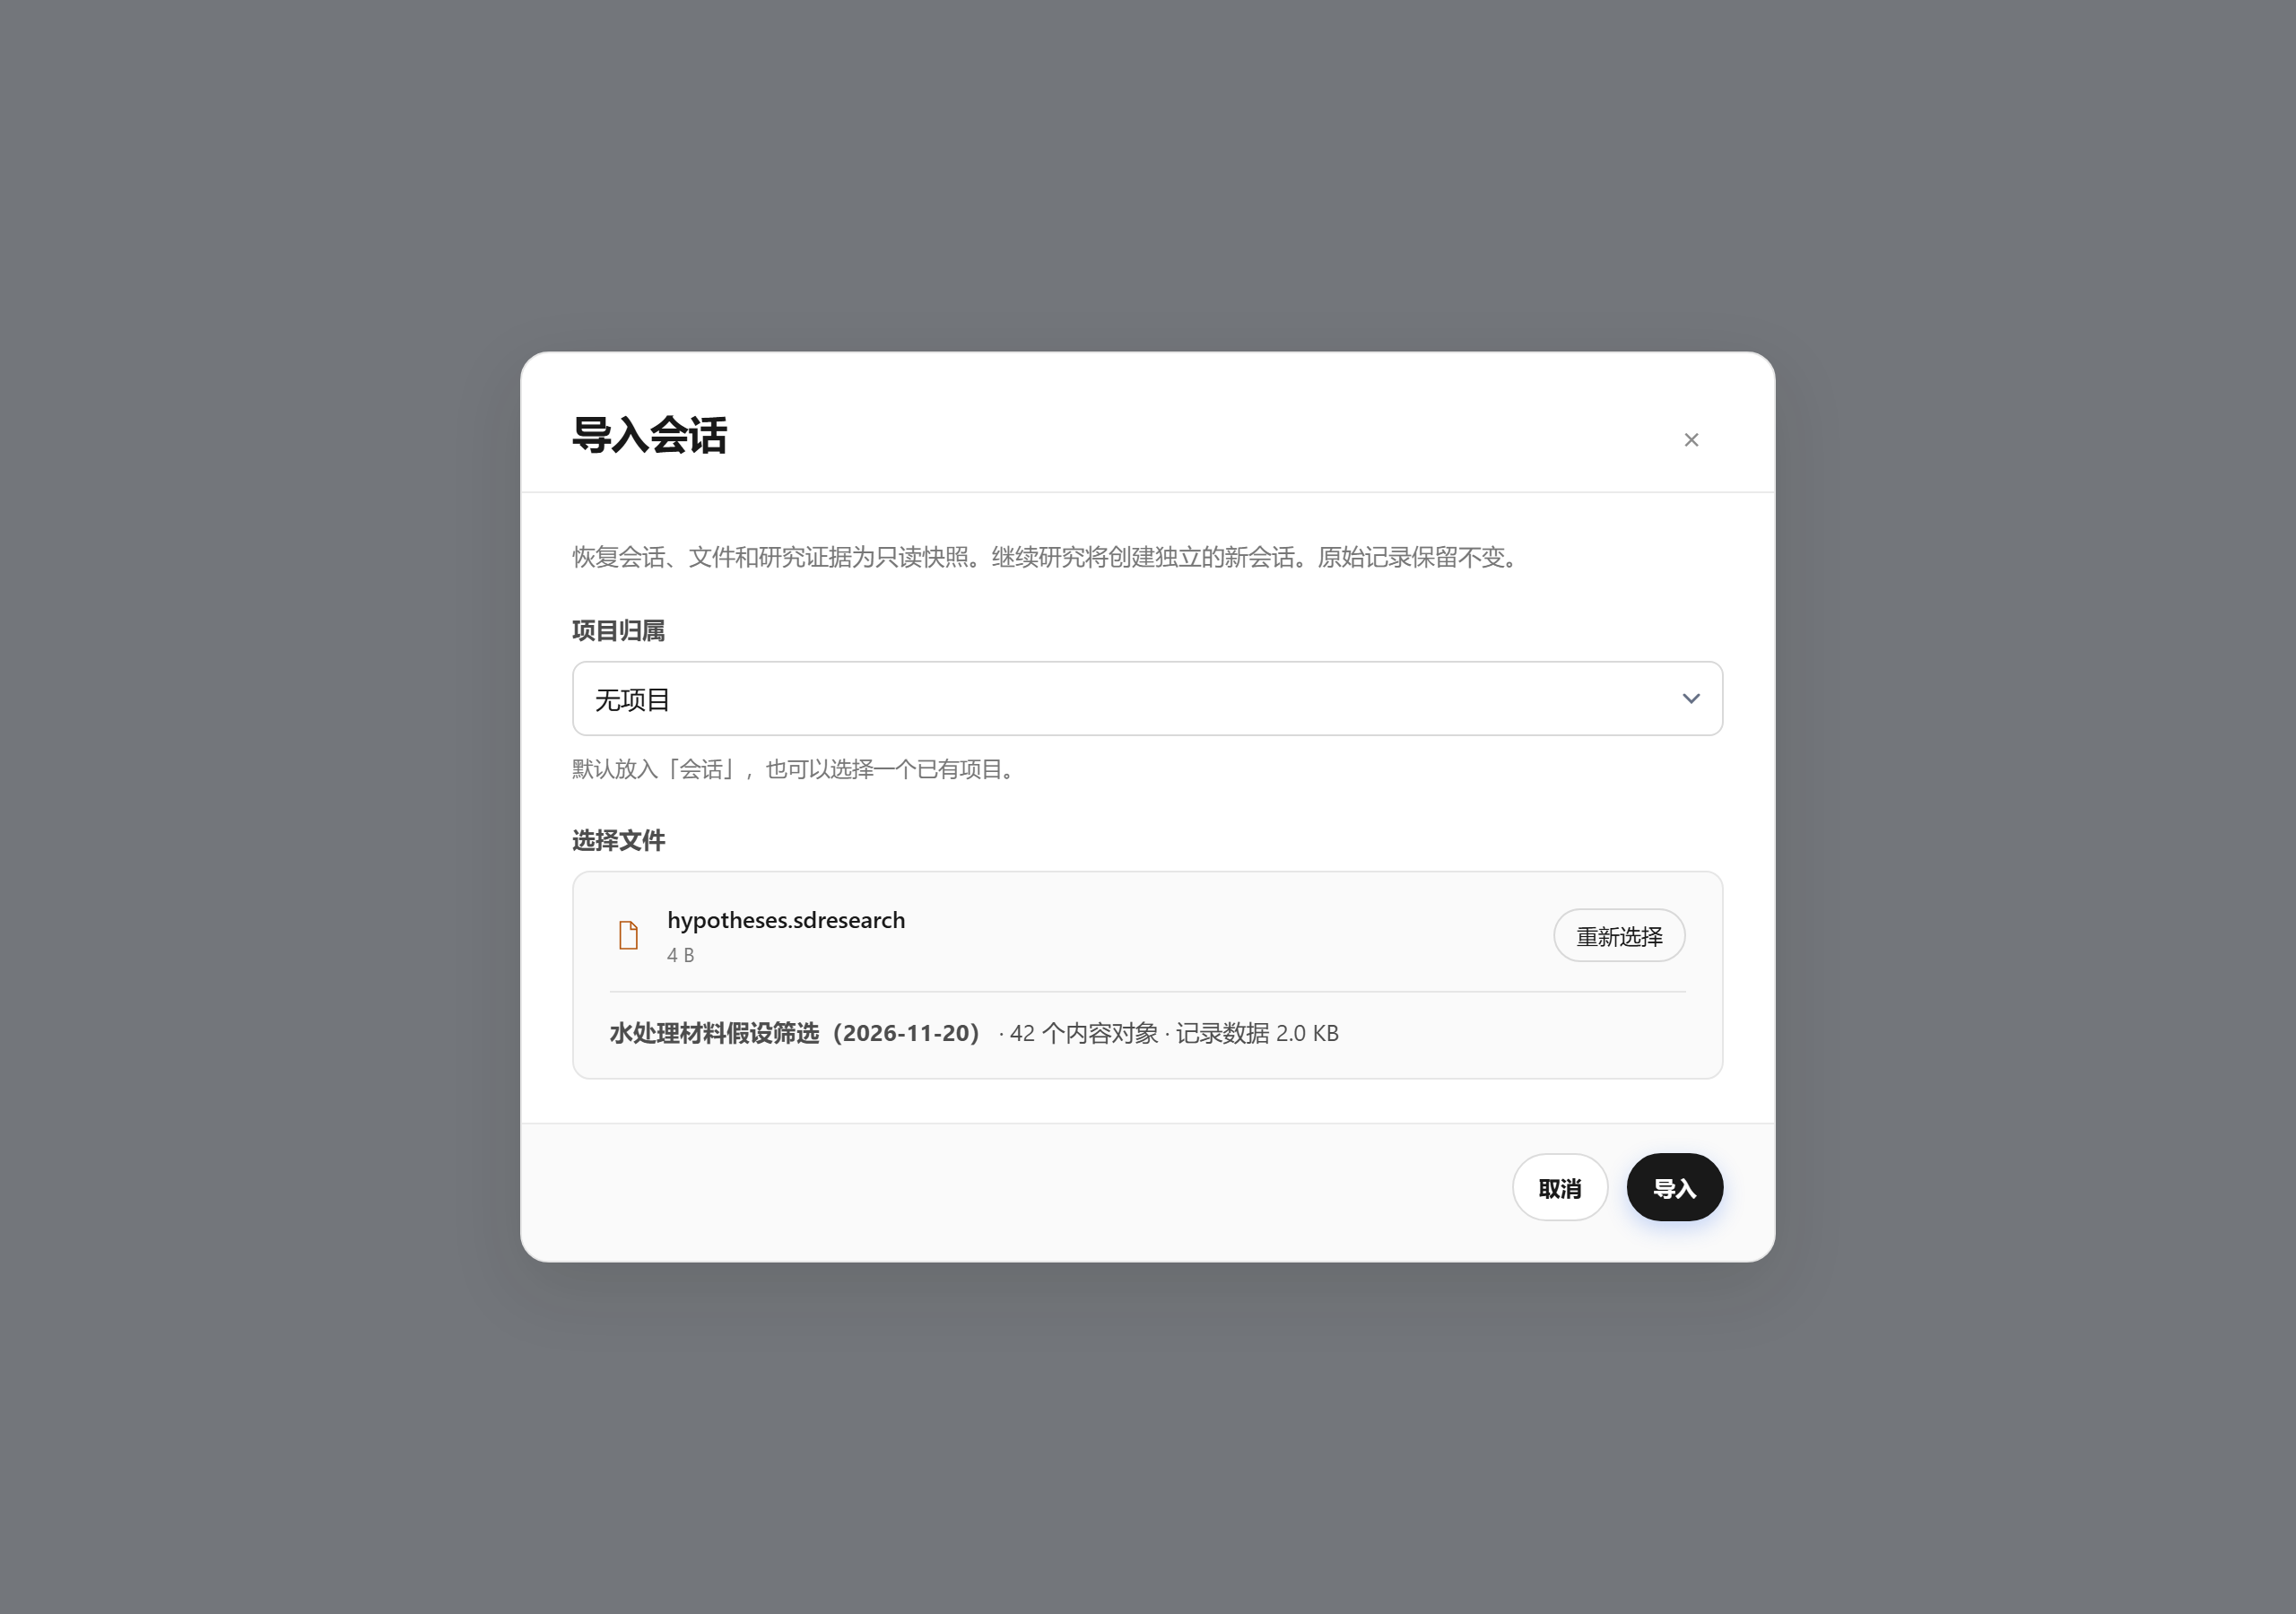 导入会话
×
恢复会话、文件和研究证据为只读快照。继续研究将创建独立的新会话。原始记录保留不变。
项目归属
无项目
默认放入「会话」，也可以选择一个已有项目。
选择文件
hypotheses.sdresearch
4 B
重新选择
水处理材料假设筛选（2026-11-20） · 42 个内容对象 · 记录数据 2.0 KB
取消
导入